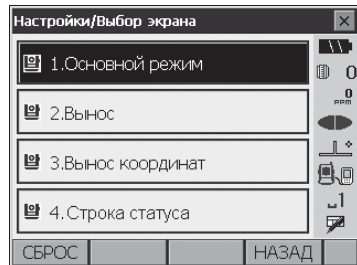 Настройки/Выбор экрана
1.Основной режим
0
0
PPM
2.Вынос
3.Вынос координат
1
4.Строка статуса
СБРОС НАЗАД